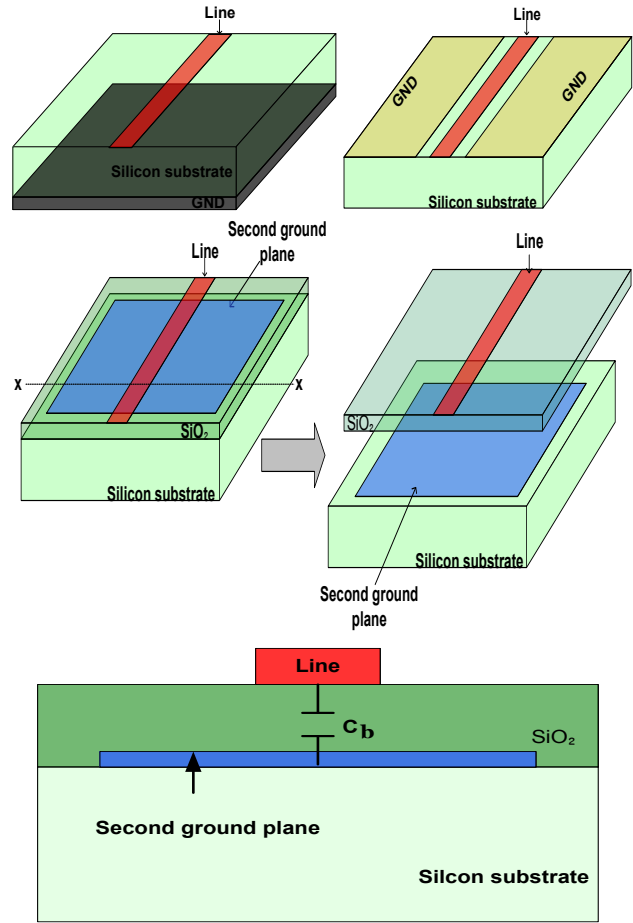 Line
Silicon substrate
GND
Line
GND
GND
Silicon substrate
Second ground
plane
Line
x
x
SiO₂
Silicon substrate
Line
SiO₂
Silicon substrate
Second ground
plane
Line
C b
SiO₂
Second ground plane
Silcon substrate